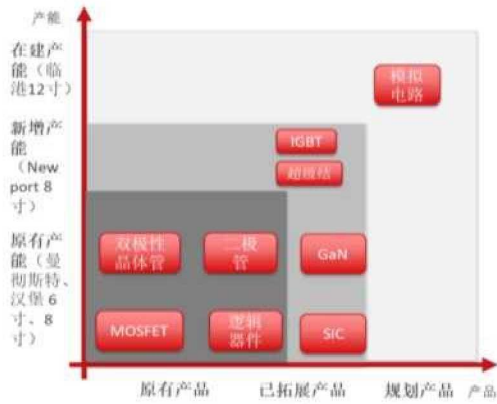 产能
在建产
能（临
港12寸）
模拟
电路
新增产
能
（New
port 8
寸）
IGBT
超级结
原有产
能（曼
彻斯特、
汉堡 6
寸、8
寸）
双极性
晶体管
二极
管
GaN
MOSFET
逻辑
器件
SiC
原有产品
已拓展产品
规划产品
产品